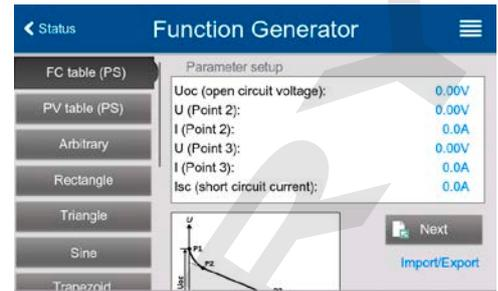 Status
Function Generator
FC table (PS)
Parameter setup
Uoc (open circuit voltage): 0.00V
PV table (PS)
U (Point 2): 0.00V
I (Point 2): 0.0A
Arbitrary
U (Point 3): 0.00V
I (Point 3): 0.0A
Rectangle
Isc (short circuit current): 0.0A
Triangle
U
Next
P1
Sine
P2
Import/Export
Uoc
Trapezoid